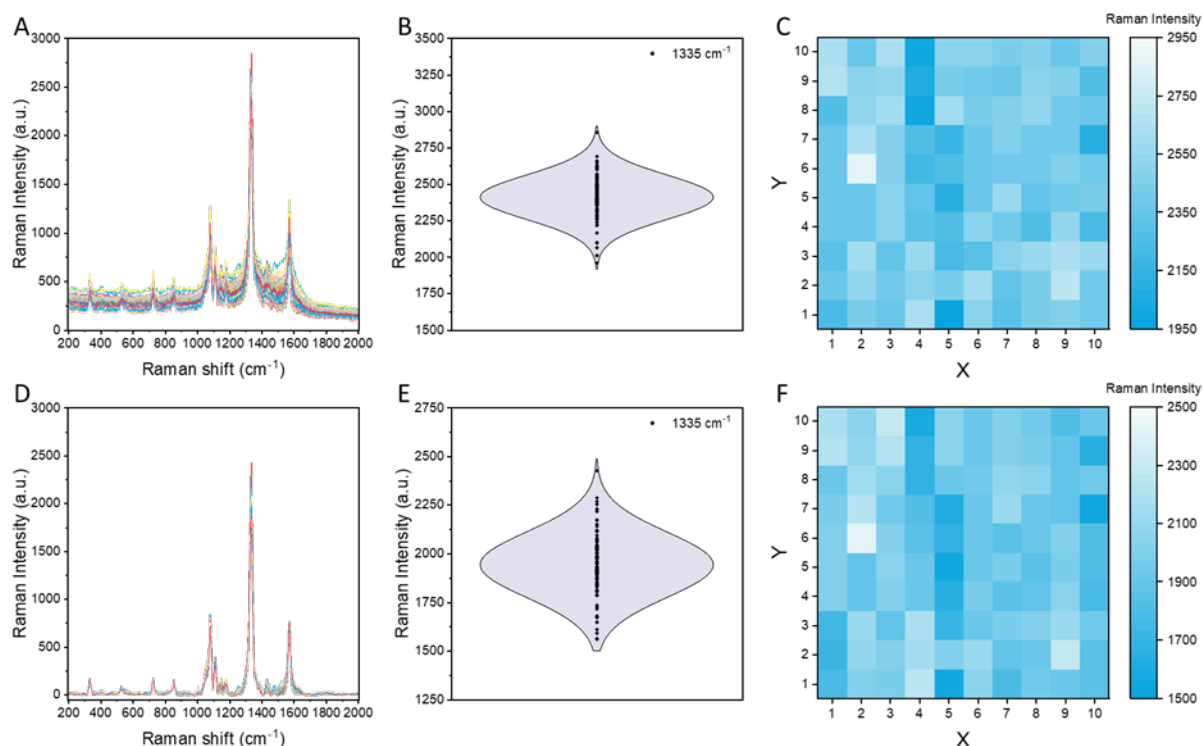 A
Raman Intensity (a.u.)
3000
2500
2000
1500
1000
500
0
200 400 600 800 1000 1200 1400 1600 1800 2000
Raman shift (cm⁻¹)
B
Raman Intensity (a.u.)
3500
3250
3000
2750
2500
2250
2000
1750
1500
1335 cm⁻¹
C
Raman Intensity
Y
10
9
8
7
6
5
4
3
2
1
1 2 3 4 5 6 7 8 9 10
X
2950
2750
2550
2350
2150
1950
D
Raman Intensity (a.u.)
3000
2500
2000
1500
1000
500
0
200 400 600 800 1000 1200 1400 1600 1800 2000
Raman shift (cm⁻¹)
E
Raman Intensity (a.u.)
2750
2500
2250
2000
1750
1500
1250
1335 cm⁻¹
F
Raman Intensity
Y
10
9
8
7
6
5
4
3
2
1
1 2 3 4 5 6 7 8 9 10
X
2500
2300
2100
1900
1700
1500